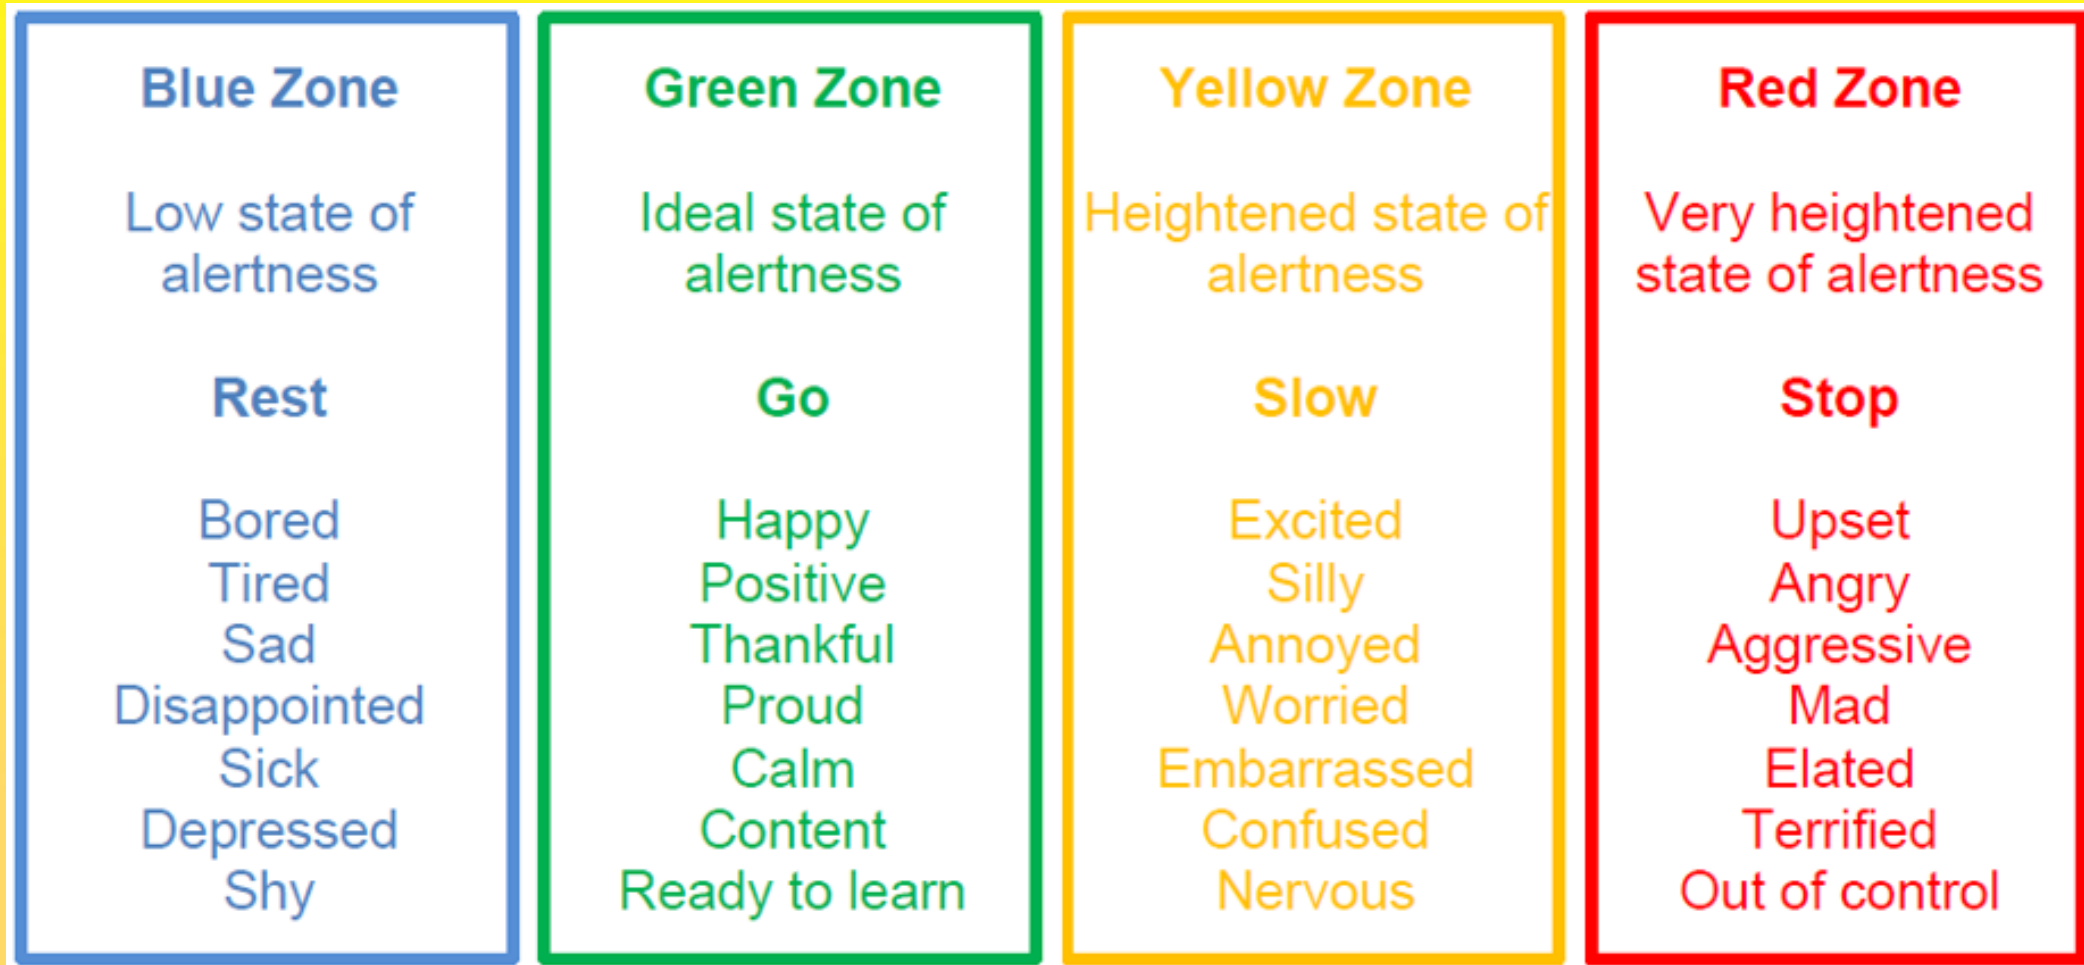 Blue Zone
Low state of
alertness
Rest
Bored
Tired
Sad
Disappointed
Sick
Depressed
Shy
Green Zone
Ideal state of
alertness
Go
Happy
Positive
Thankful
Proud
Calm
Content
Ready to learn
Yellow Zone
Heightened state of
alertness
Slow
Excited
Silly
Annoyed
Worried
Embarrassed
Confused
Nervous
Red Zone
Very heightened
state of alertness
Stop
Upset
Angry
Aggressive
Mad
Elated
Terrified
Out of control